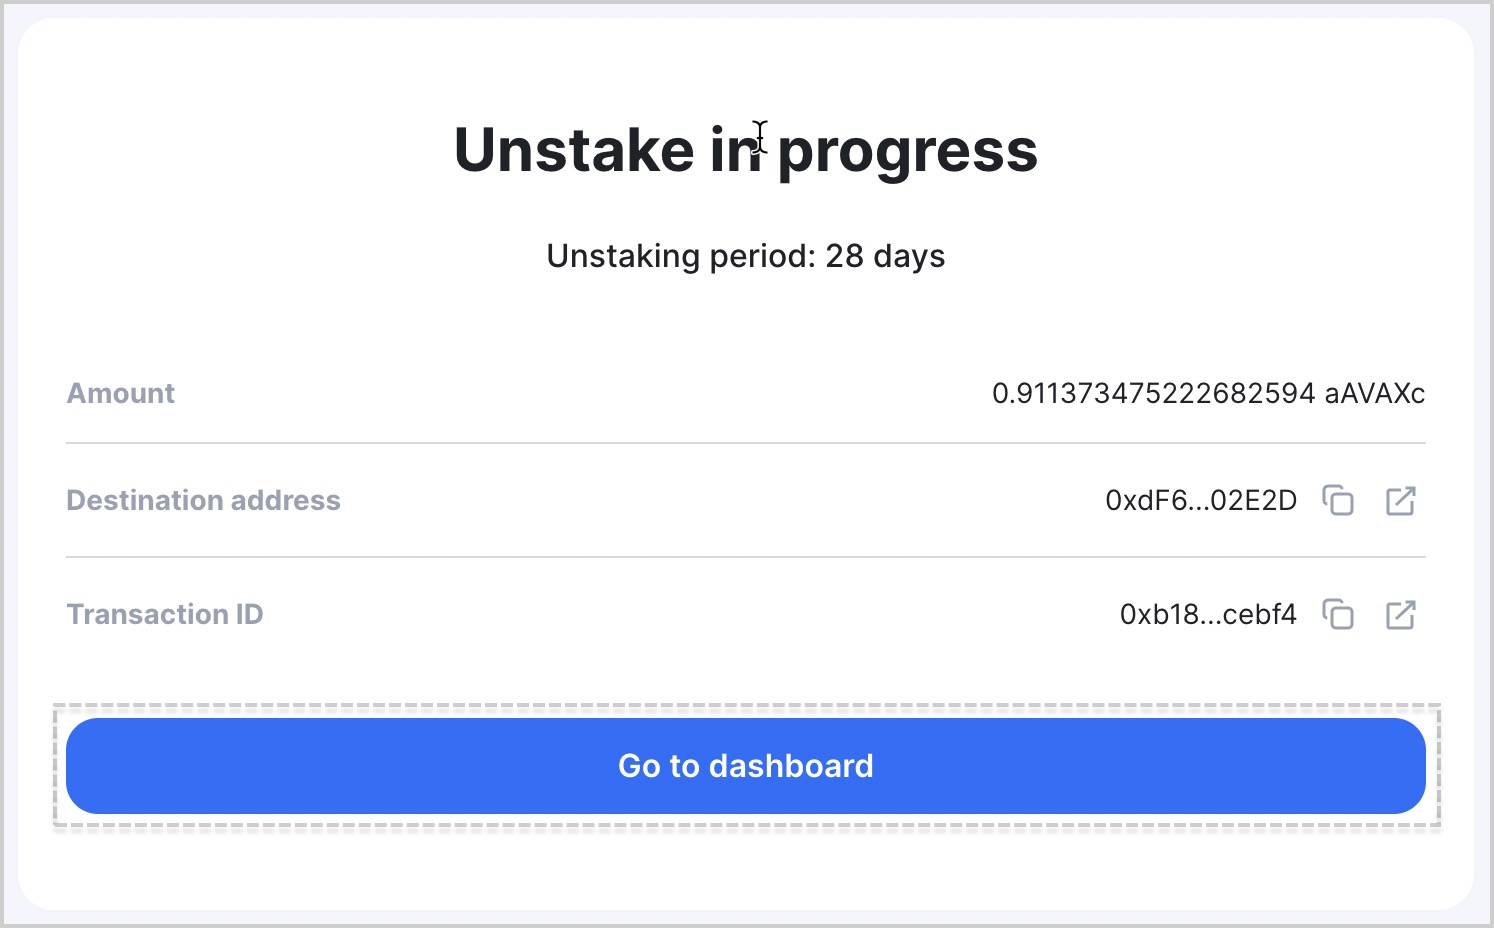 Unstake in progress
Unstaking period: 28 days
Amount 0.911373475222682594 aAVAXc
Destination address 0xdF6...02E2D
Transaction ID 0xb18...cebf4
Go to dashboard